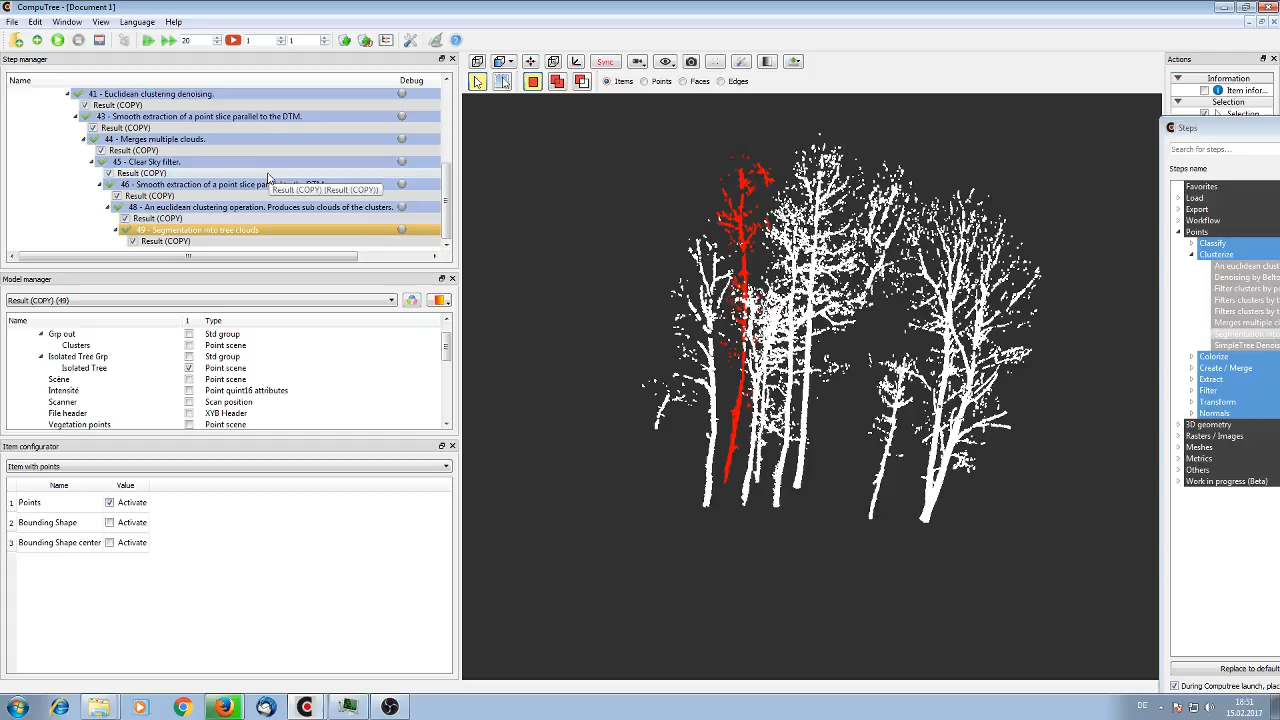 CompuTree - [Document 1]
File Edit Window View Language Help
20 1 1
Step manager
Name Debug
41 - Euclidean clustering denoising.
Result (COPY)
43 - Smooth extraction of a point slice parallel to the DTM.
Result (COPY)
44 - Merges multiple clouds.
Result (COPY)
45 - Clear Sky filter.
Result (COPY)
46 - Smooth extraction of a point slice
Result (COPY) (Result (COPY))
Result (COPY)
48 - An euclidean clustering operation. Produces sub clouds of the clusters.
Result (COPY)
49 - Segmentation into tree clouds
Result (COPY)
Model manager
Result (COPY) (49)
Name 1 Type
Grp out Std group
Clusters Point scene
Isolated Tree Grp Std group
Isolated Tree Point scene
Scène Point scene
Intensité Point quint16 attributes
Scanner Scan position
File header XYB Header
Vegetation points Point scene
Item configurator
Item with points
Name Value
1 Points Activate
2 Bounding Shape Activate
3 Bounding Shape center Activate
Sync
Items Points Faces Edges
Actions
Information
Item infor...
Selection
Selection
Steps
Search for steps...
Steps name
Favorites
Load
Export
Workflow
Points
Classify
Clusterize
An euclidean clust
Denoising by Belto
Filter clusters by p
Filters clusters by t
Filters clusters by t
Merges multiple cl
Segmentation into
SimpleTree Denois
Colorize
Create / Merge
Extract
Filter
Transform
Normals
3D geometry
Rasters / Images
Meshes
Metrics
Others
Work in progress (Beta)
Replace to default
During Computree launch, plac
DE
18:51
15.02.2017